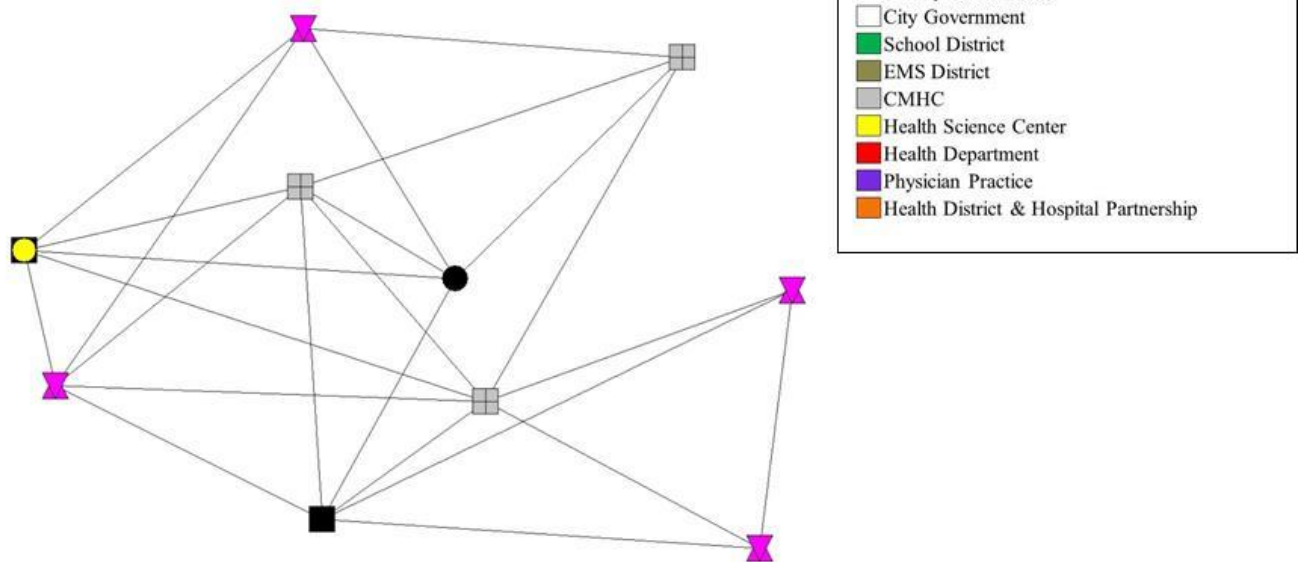 City Government
School District
EMS District
CMHC
Health Science Center
Health Department
Physician Practice
Health District & Hospital Partnership